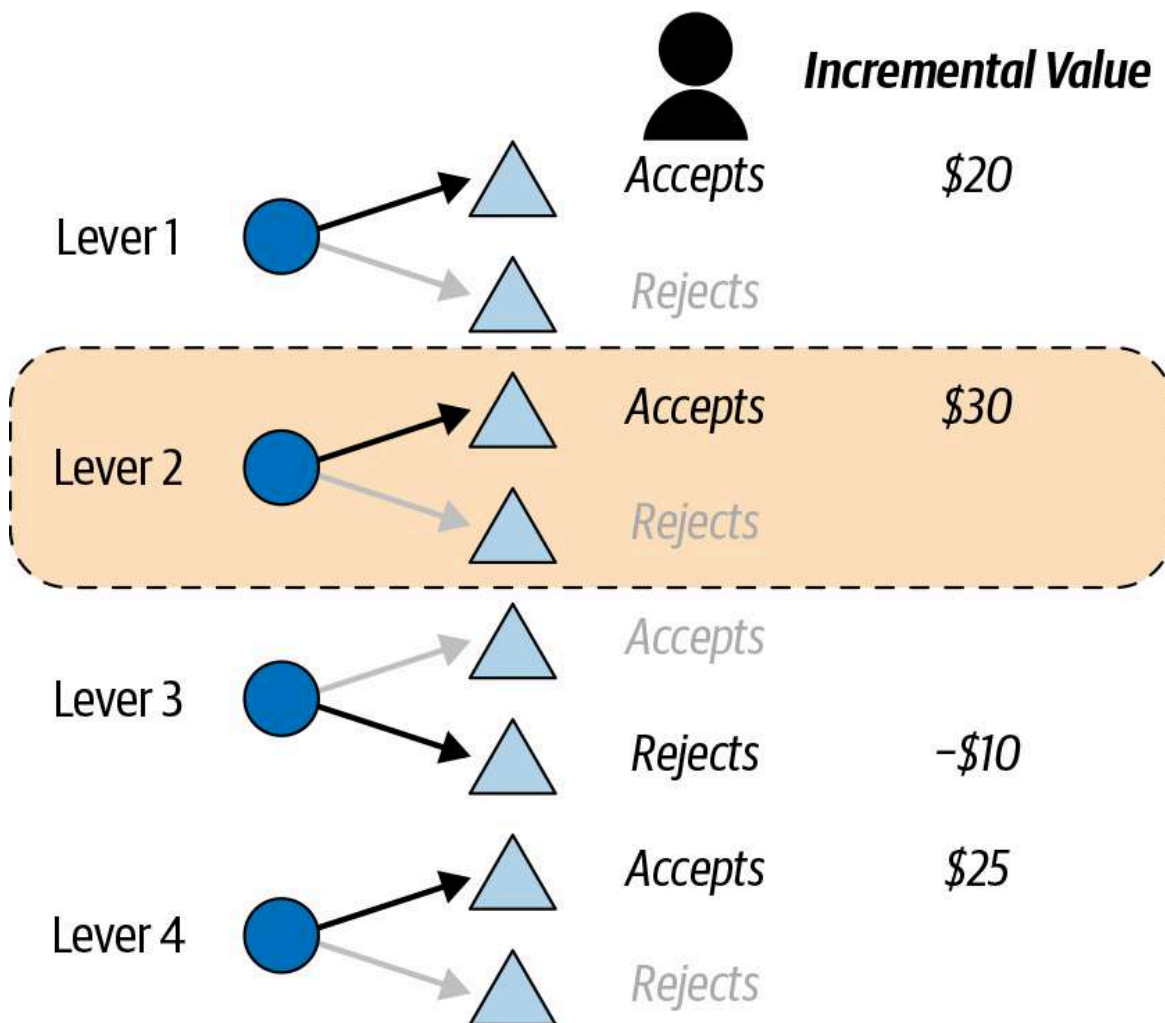 Incremental Value
Accepts $20
Lever 1
Rejects
Accepts $30
Lever 2
Rejects
Accepts
Lever 3
Rejects –$10
Accepts $25
Lever 4
Rejects